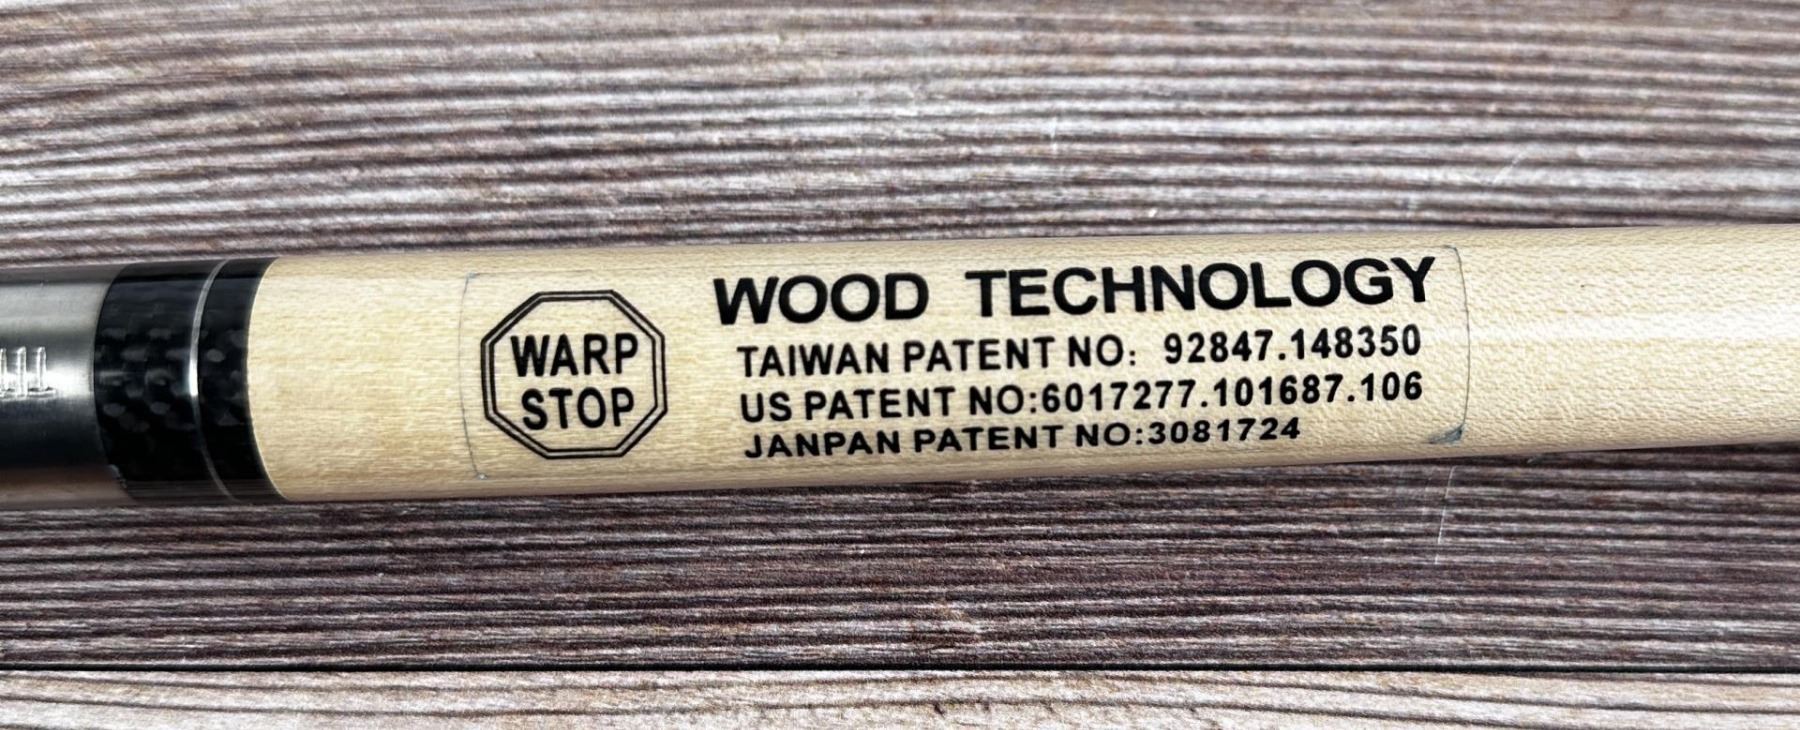 WARP
STOP
WOOD TECHNOLOGY
TAIWAN PATENT NO: 92847.148350
US PATENT NO:6017277.101687.106
JANPAN PATENT NO:3081724